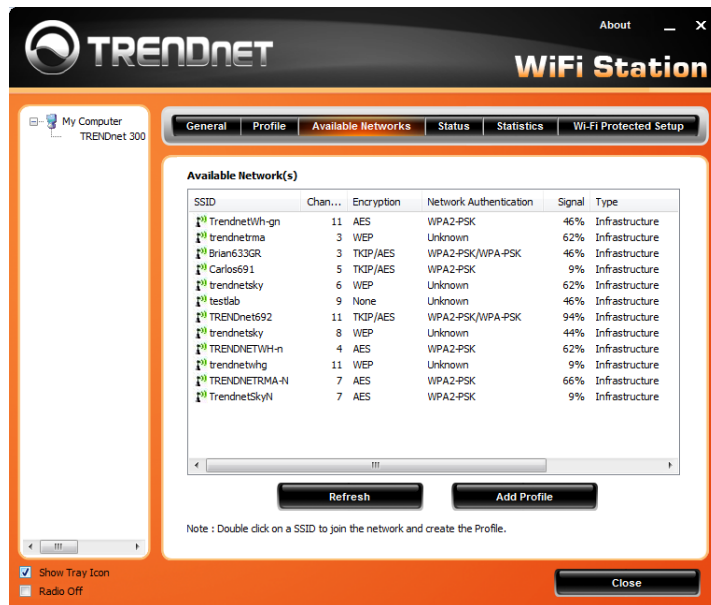 TRENDnet
About
WiFi Station
My Computer
TRENDnet 300
General Profile Available Networks Status Statistics Wi-Fi Protected Setup
Available Network(s)
SSID Chan... Encryption Network Authentication Signal Type
TrendnetWh-gn 11 AES WPA2-PSK 46% Infrastructure
trendnetrma 3 WEP Unknown 62% Infrastructure
Brian633GR 3 TKIP/AES WPA2-PSK/WPA-PSK 46% Infrastructure
Carlos691 5 TKIP/AES WPA2-PSK 9% Infrastructure
trendnetsky 6 WEP Unknown 62% Infrastructure
testlab 9 None Unknown 46% Infrastructure
TRENDnet692 11 TKIP/AES WPA2-PSK/WPA-PSK 94% Infrastructure
trendnetsky 8 WEP Unknown 44% Infrastructure
TRENDNETWH-n 4 AES WPA2-PSK 62% Infrastructure
trendnetwhg 11 WEP Unknown 9% Infrastructure
TRENDNETRMA-N 7 AES WPA2-PSK 66% Infrastructure
TrendnetSkyN 7 AES WPA2-PSK 9% Infrastructure
Refresh Add Profile
Note : Double click on a SSID to join the network and create the Profile.
Show Tray Icon
Radio Off
Close